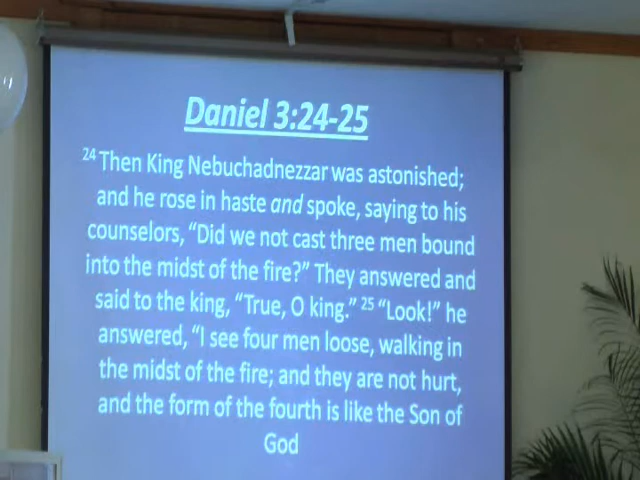 Daniel 3:24-25
24 Then King Nebuchadnezzar was astonished;
and he rose in haste and spoke, saying to his
counselors, “Did we not cast three men bound
into the midst of the fire?” They answered and
said to the king, “True, O king.” 25 “Look!” he
answered, “I see four men loose, walking in
the midst of the fire; and they are not hurt,
and the form of the fourth is like the Son of
God